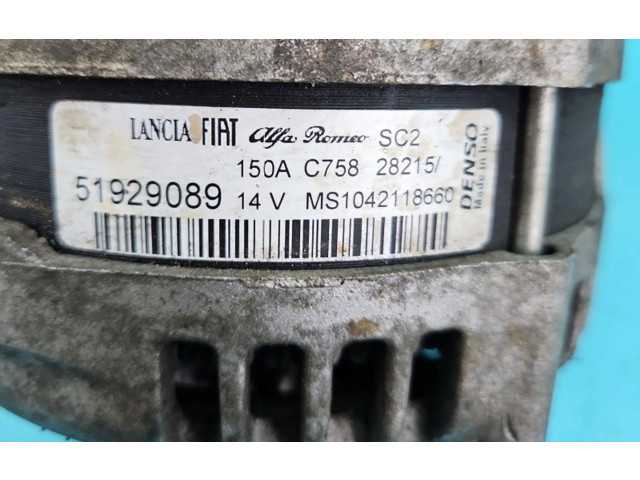 LANCIA FIAT Alfa Romeo SC2
150A C758 28215/
51929089 14 V MS1042118660
DENSO
Made in Italy